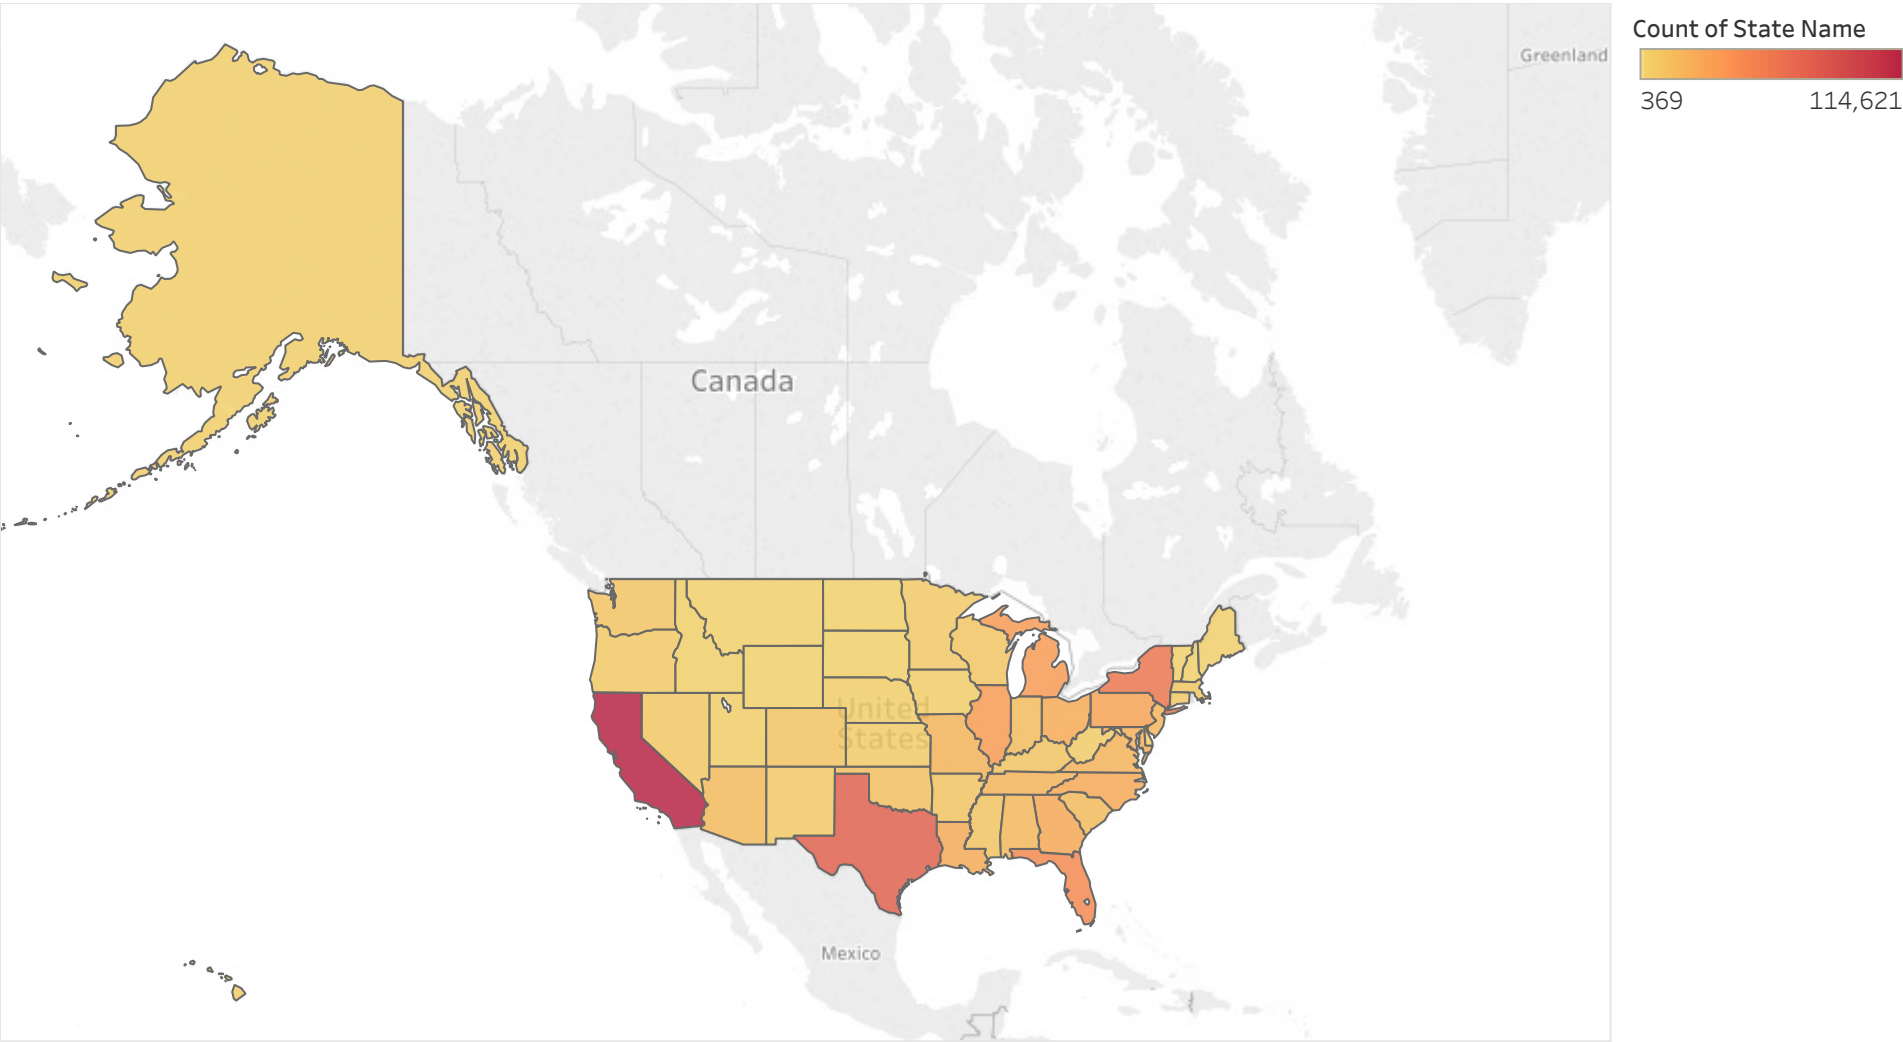 Count of State Name
369 114,621
Greenland
Canada
United
States
Mexico